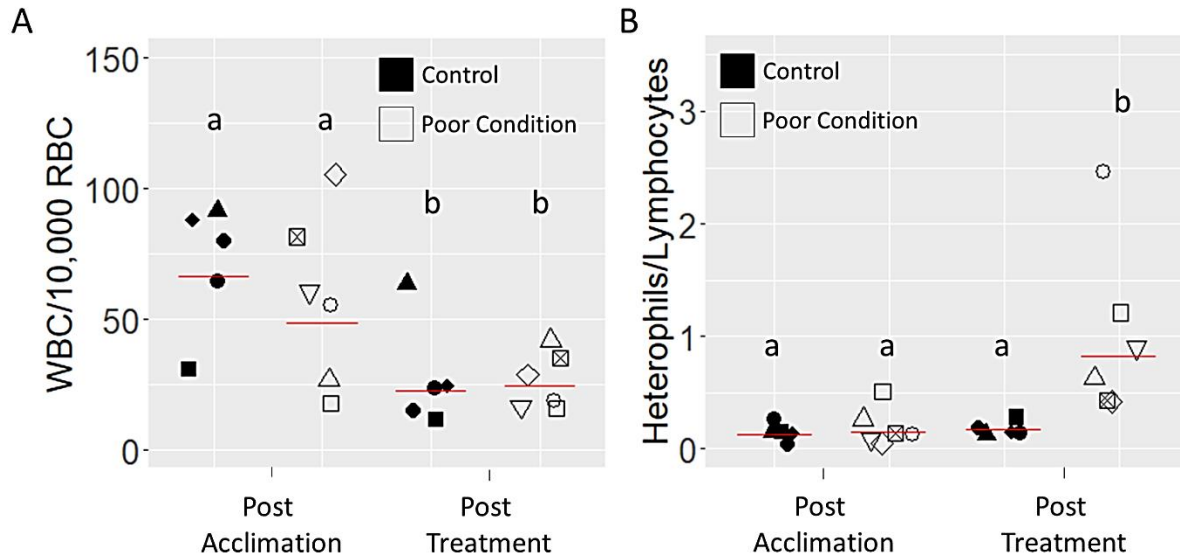 A
WBC/10,000 RBC
150
100
50
0
Control
Poor Condition
a
a
b
b
Post
Acclimation
Post
Treatment
B
Heterophils/Lymphocytes
3
2
1
0
Control
Poor Condition
a
a
a
b
Post
Acclimation
Post
Treatment